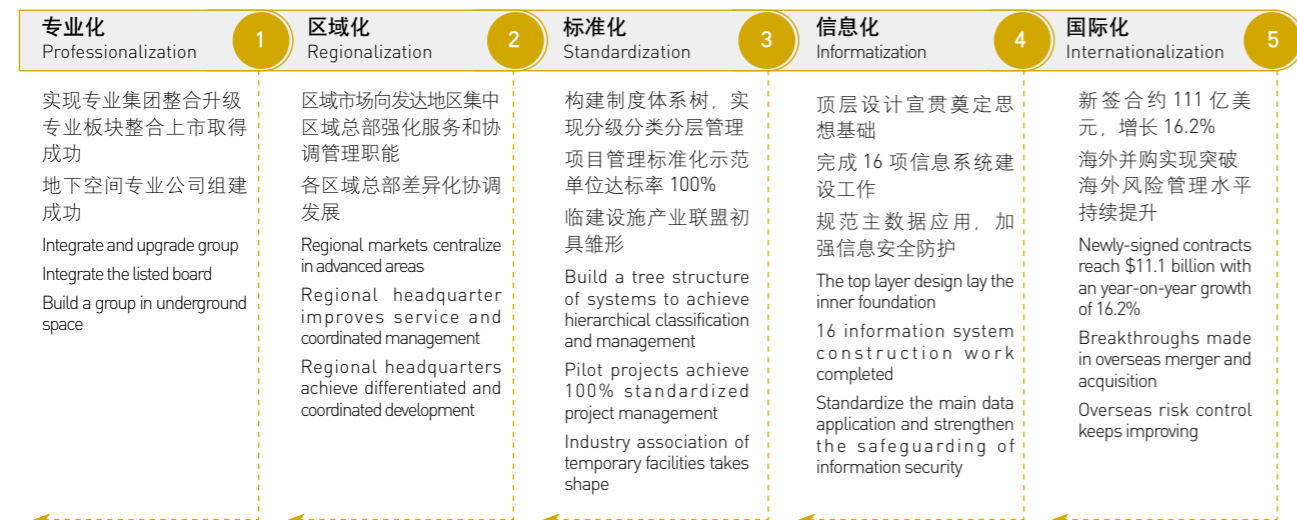 专业化
Professionalization
1
实现专业集团整合升级
专业板块整合上市取得
成功
地下空间专业公司组建
成功
Integrate and upgrade group
Integrate the listed board
Build a group in underground
space
区域化
Regionalization
2
区域市场向发达地区集中
区域总部强化服务和协
调管理职能
各区域总部差异化协调
发展
Regional markets centralize
in advanced areas
Regional headquarter
improves service and
coordinated management
Regional headquarters
achieve differentiated and
coordinated development
标准化
Standardization
3
构建制度体系树，实
现分级分类分层管理
项目管理标准化示范
单位达标率 100%
临建设施产业联盟初
具雏形
Build a tree structure
of systems to achieve
hierarchical classification
and management
Pilot projects achieve
100% standardized
project management
Industry association of
temporary facilities takes
shape
信息化
Informatization
4
顶层设计宣贯奠定思
想基础
完成 16 项信息系统建
设工作
规范主数据应用，加
强信息安全防护
The top layer design lay the
inner foundation
16 information system
construction work
completed
Standardize the main data
application and strengthen
the safeguarding of
information security
国际化
Internationalization
5
新签合约 111 亿美
元，增长 16.2%
海外并购实现突破
海外风险管理水平
持续提升
Newly-signed contracts
reach $11.1 billion with
an year-on-year growth
of 16.2%
Breakthroughs made
in overseas merger and
acquisition
Overseas risk control
keeps improving